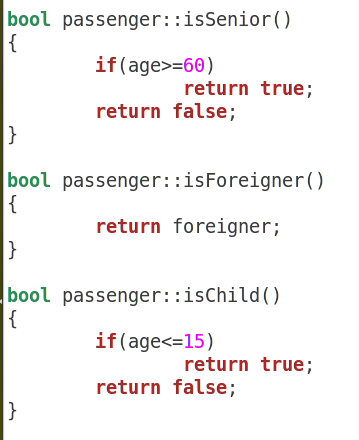 bool passenger::isSenior()
{
        if(age>=60)
                return true;
        return false;
}

bool passenger::isForeigner()
{
        return foreigner;
}

bool passenger::isChild()
{
        if(age<=15)
                return true;
        return false;
}